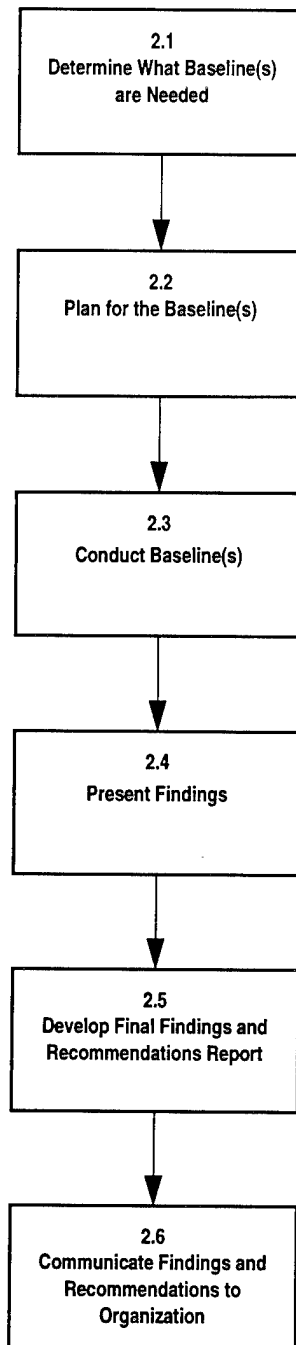 2.1
Determine What Baseline(s)
are Needed
2.2
Plan for the Baseline(s)
2.3
Conduct Baseline(s)
2.4
Present Findings
2.5
Develop Final Findings and
Recommendations Report
2.6
Communicate Findings and
Recommendations to
Organization